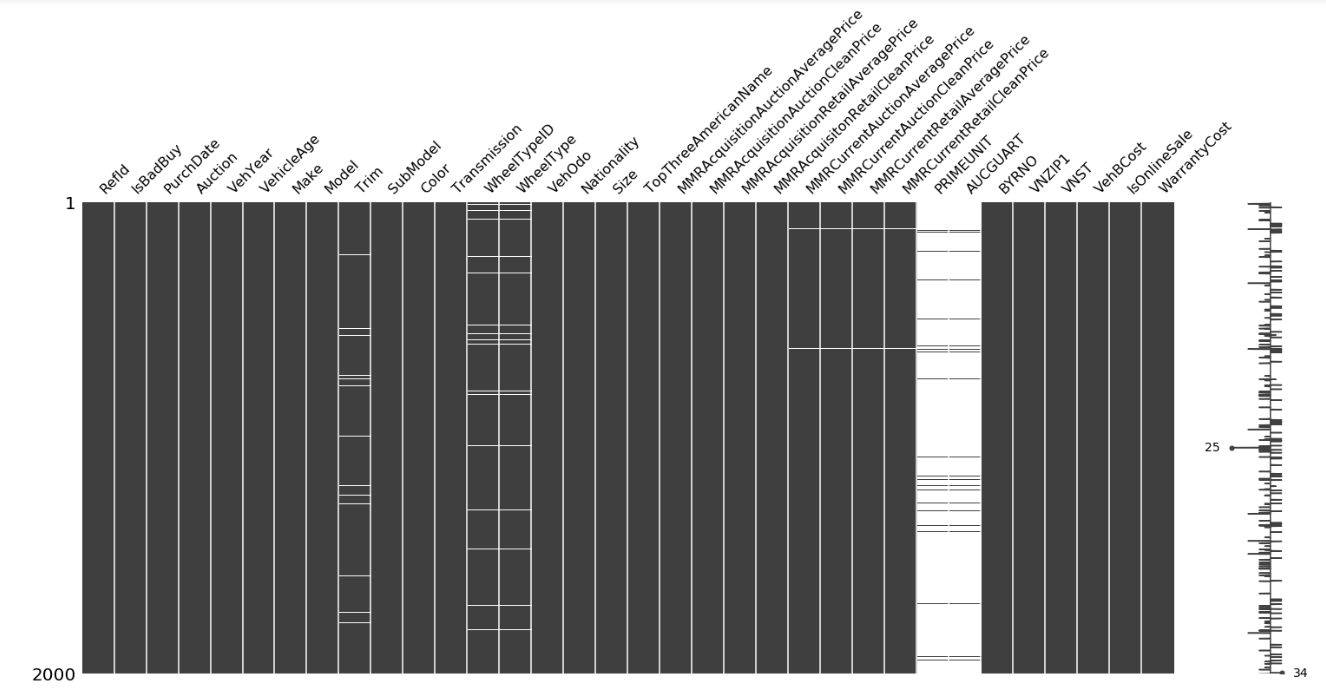 RefId
IsBadBuy
PurchDate
Auction
VehYear
VehicleAge
Make
Model
Trim
SubModel
Color
Transmission
WheelTypeID
WheelType
VehOdo
Nationality
Size
TopThreeAmericanName
MMRAcquisitionAuctionAveragePrice
MMRAcquisitionAuctionCleanPrice
MMRAcquisitionRetailAveragePrice
MMRAcquisitonRetailCleanPrice
MMRCurrentAuctionAveragePrice
MMRCurrentAuctionCleanPrice
MMRCurrentRetailAveragePrice
MMRCurrentRetailCleanPrice
PRIMEUNIT
AUCGUART
BYRNO
VNZIP1
VNST
VehBCost
IsOnlineSale
WarrantyCost
1
25
2000
34